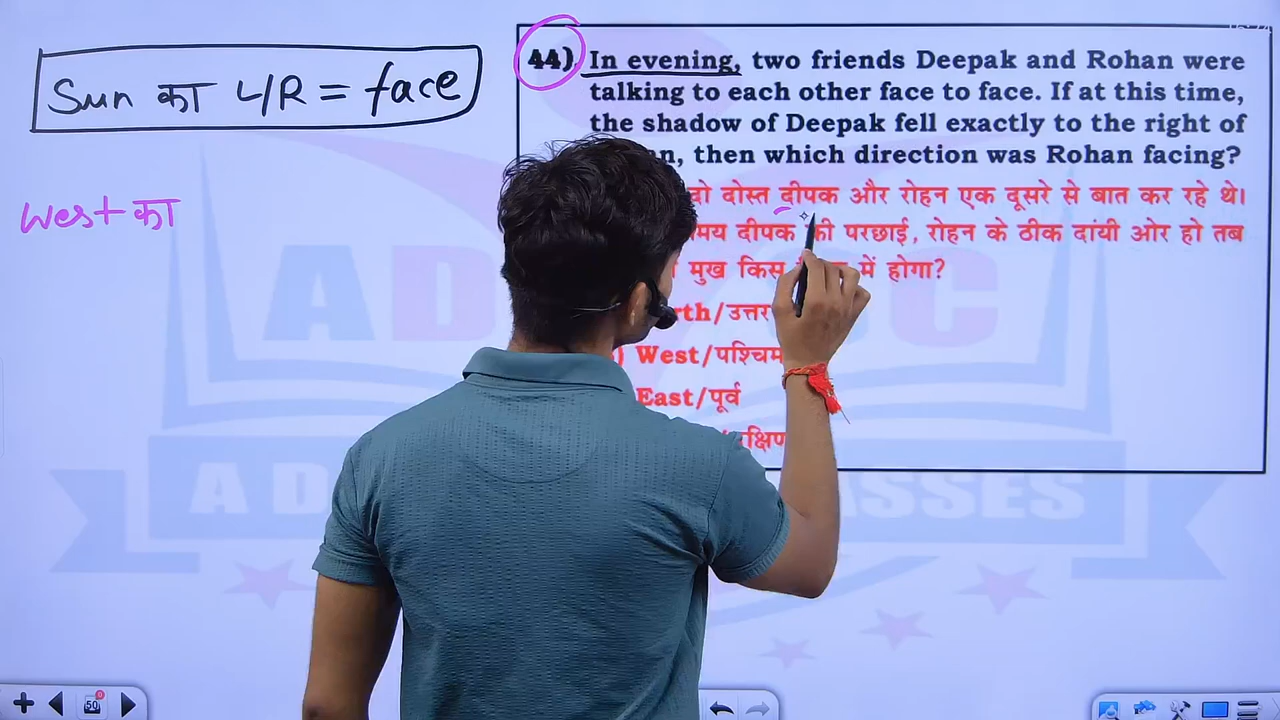 Sun का L/R = face
West का
44) In evening, two friends Deepak and Rohan were
talking to each other face to face. If at this time,
the shadow of Deepak fell exactly to the right of
then which direction was Rohan facing?
दो दोस्त दीपक और रोहन एक दूसरे से बात कर रहे थे।
दीपक की परछाई, रोहन के ठीक दांयी ओर हो तब
मुख किस में होगा?
/उत्तर
West/पश्चिम
East/पूर्व